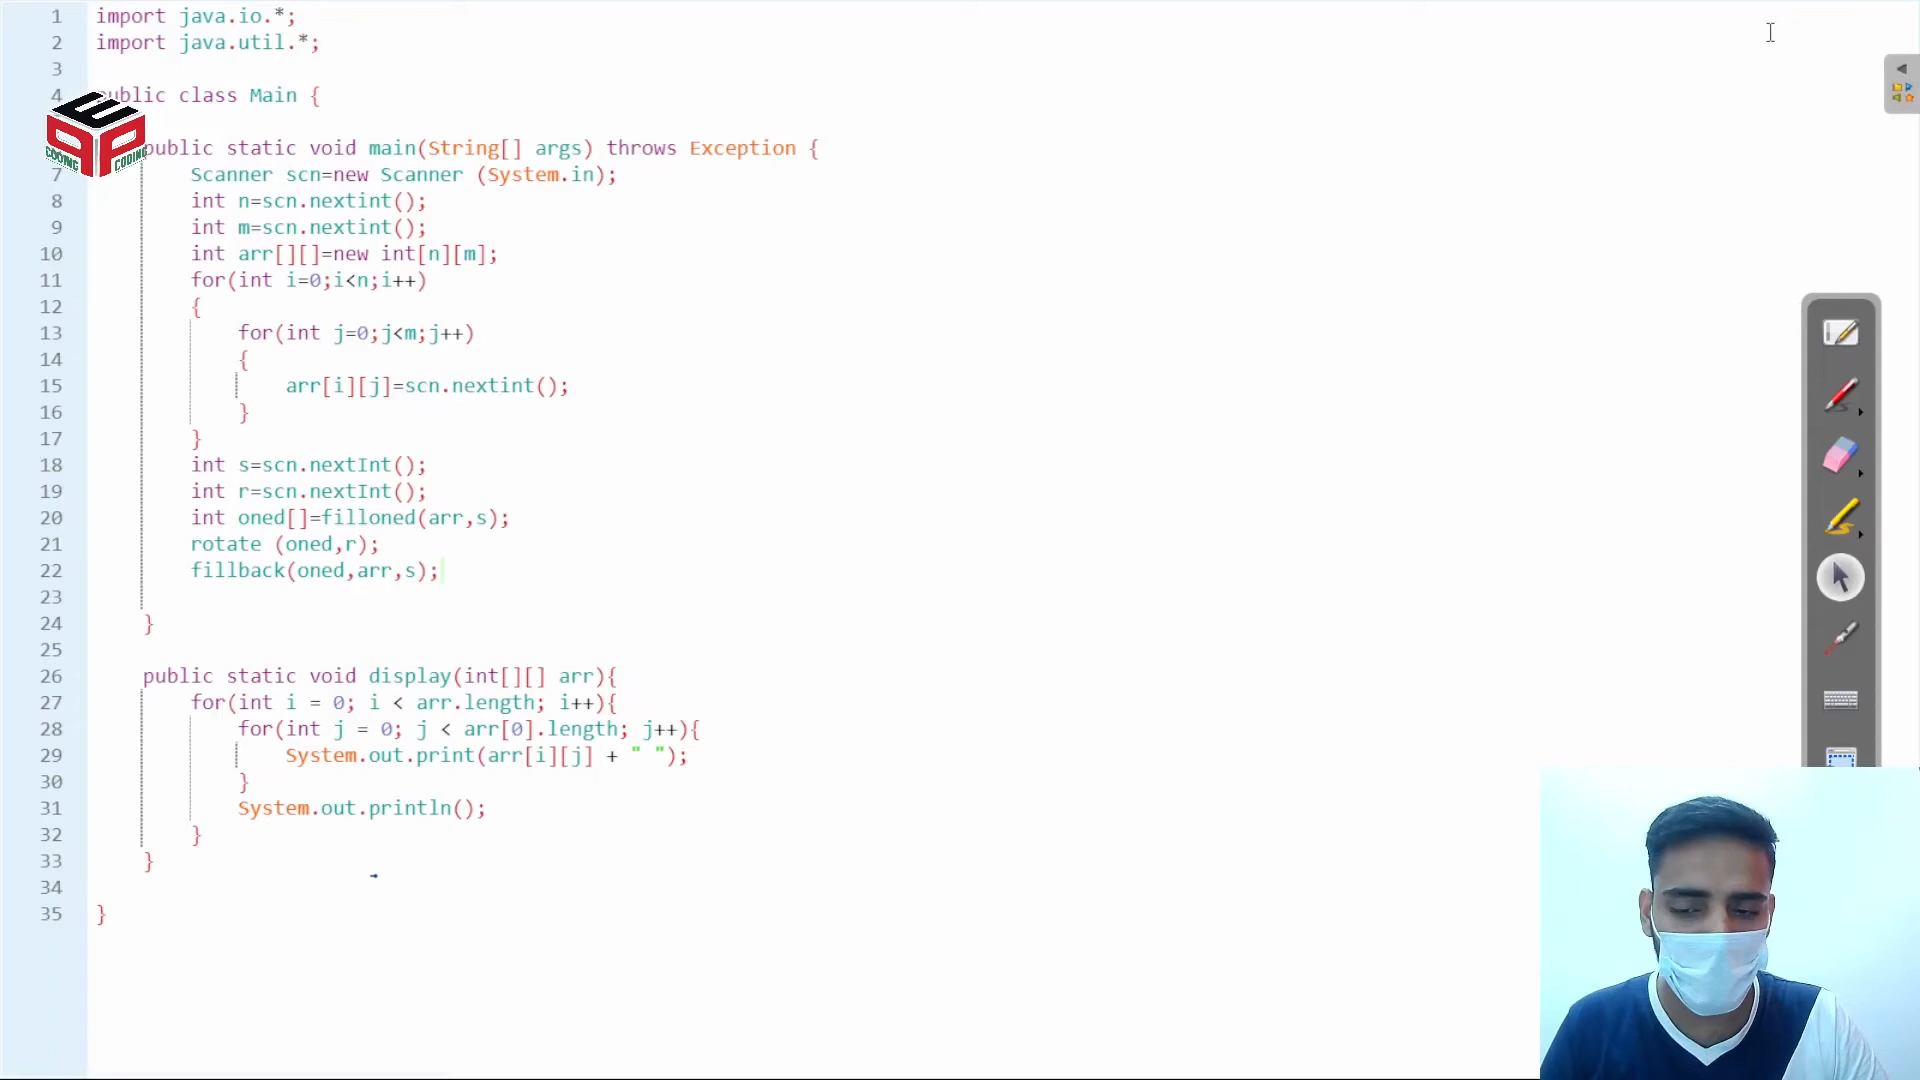 1 import java.io.*;
2 import java.util.*;
3
4 public class Main {
public static void main(String[] args) throws Exception {
7 Scanner scn=new Scanner (System.in);
8 int n=scn.nextint();
9 int m=scn.nextint();
10 int arr[][]=new int[n][m];
11 for(int i=0;i<n;i++)
12 {
13 for(int j=0;j<m;j++)
14 {
15 arr[i][j]=scn.nextint();
16 }
17 }
18 int s=scn.nextInt();
19 int r=scn.nextInt();
20 int oned[]=filloned(arr,s);
21 rotate (oned,r);
22 fillback(oned,arr,s);
23
24 }
25
26 public static void display(int[][] arr){
27 for(int i = 0; i < arr.length; i++){
28 for(int j = 0; j < arr[0].length; j++){
29 System.out.print(arr[i][j] + " ");
30 }
31 System.out.println();
32 }
33 }
34
35 }
PEP
CODING CODING